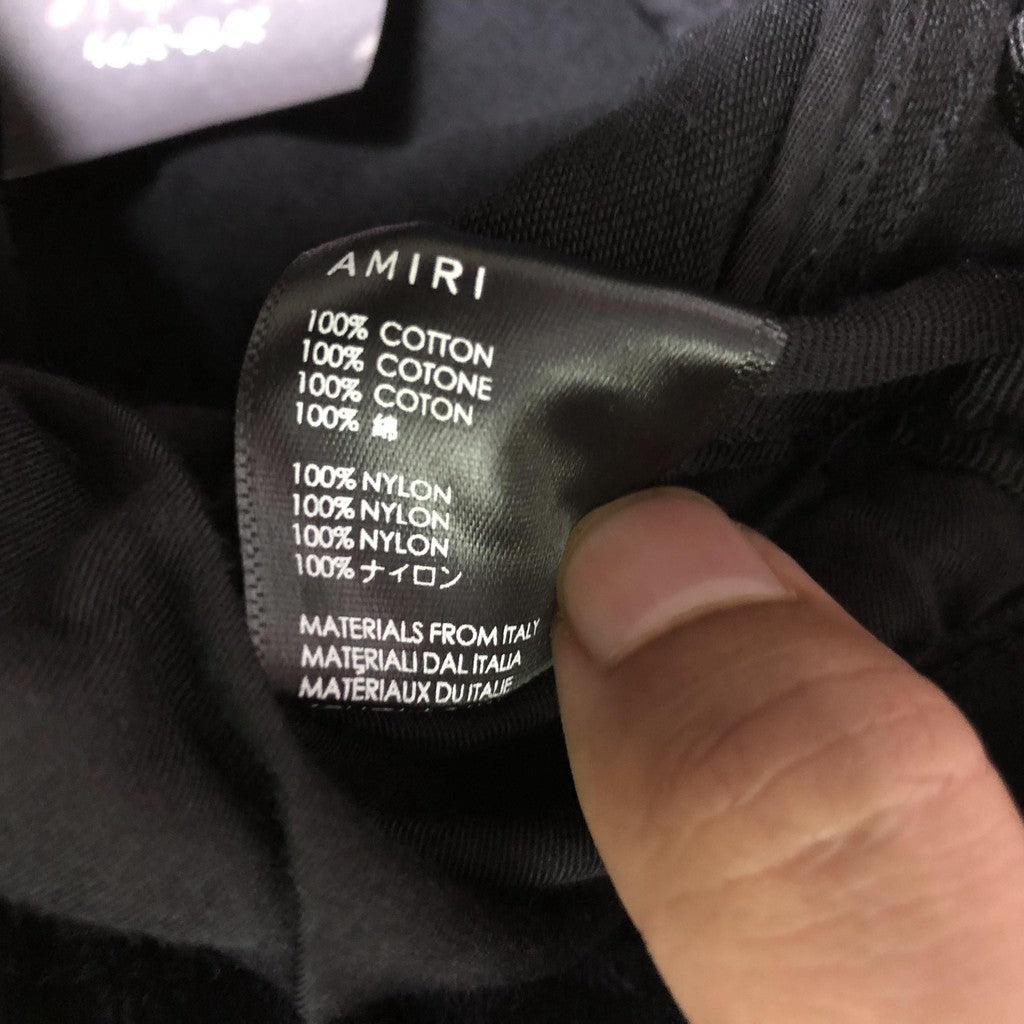 AMIRI
100% COTTON
100% COTONE
100% COTON
100% 綿
100% NYLON
100% NYLON
100% NYLON
100% ナイロン
MATERIALS FROM ITALY
MATERIALI DAL ITALIA
MATÉRIAUX DU ITALIE